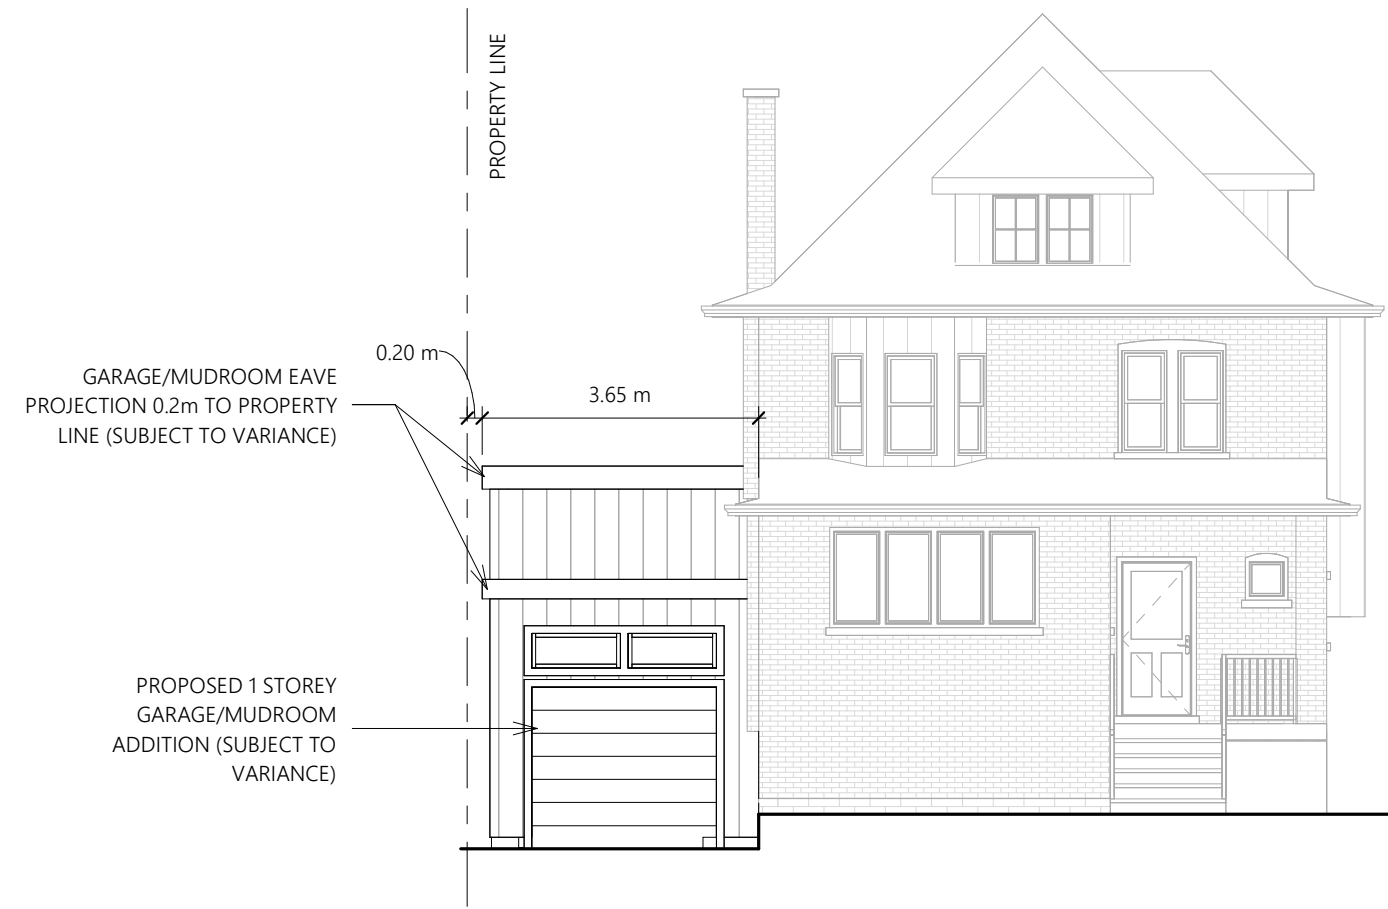 PROPERTY LINE
0.20 m
GARAGE/MUDROOM EAVE
PROJECTION 0.2m TO PROPERTY
LINE (SUBJECT TO VARIANCE)
3.65 m
PROPOSED 1 STOREY
GARAGE/MUDROOM
ADDITION (SUBJECT TO
VARIANCE)